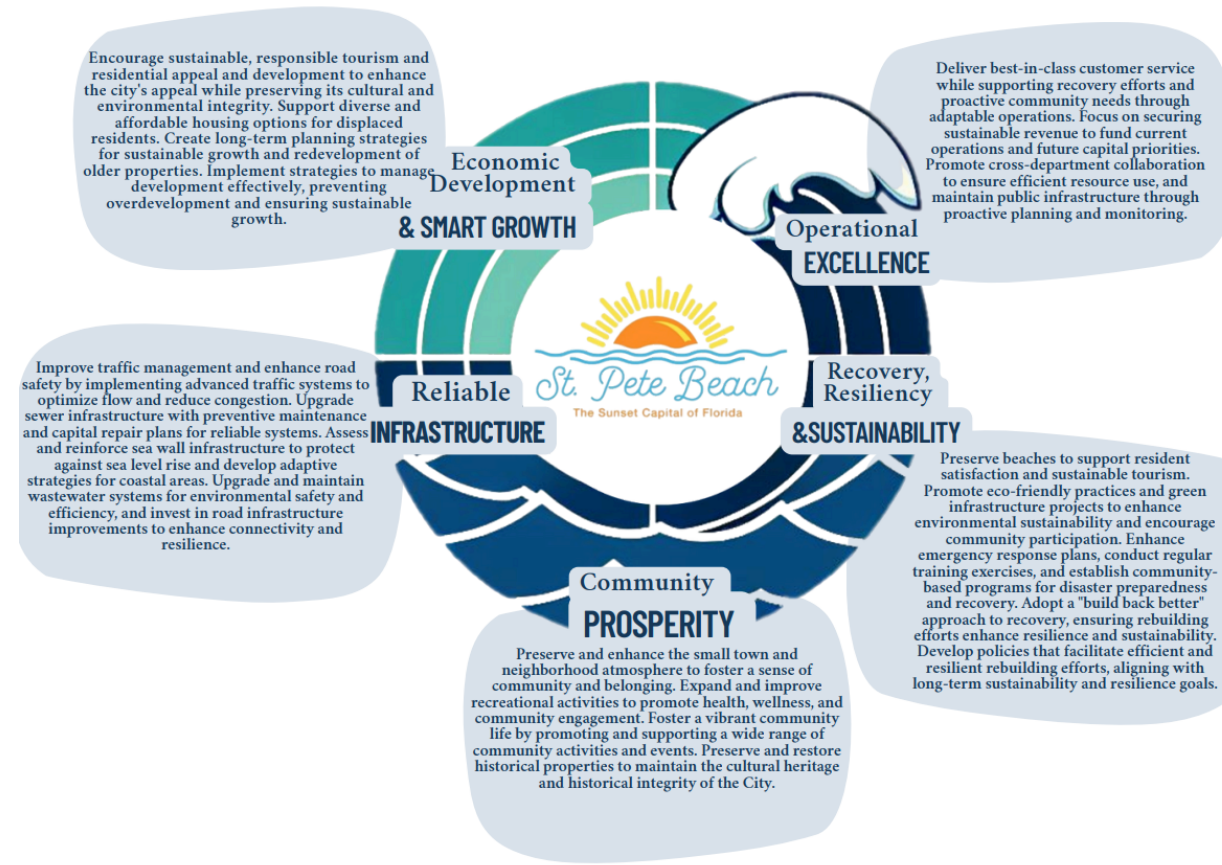 Encourage sustainable, responsible tourism and
residential appeal and development to enhance
the city's appeal while preserving its cultural and
environmental integrity. Support diverse and
affordable housing options for displaced
residents. Create long-term planning strategies
for sustainable growth and redevelopment of
older properties. Implement strategies to manage
development effectively, preventing
overdevelopment and ensuring sustainable
growth.
Economic
Development
& SMART GROWTH
Deliver best-in-class customer service
while supporting recovery efforts and
proactive community needs through
adaptable operations. Focus on securing
sustainable revenue to fund current
operations and future capital priorities.
Promote cross-department collaboration
to ensure efficient resource use, and
maintain public infrastructure through
proactive planning and monitoring.
Operational
EXCELLENCE
St. Pete Beach
The Sunset Capital of Florida
Improve traffic management and enhance road
safety by implementing advanced traffic systems to
optimize flow and reduce congestion. Upgrade
sewer infrastructure with preventive maintenance
and capital repair plans for reliable systems. Assess
and reinforce sea wall infrastructure to protect
against sea level rise and develop adaptive
strategies for coastal areas. Upgrade and maintain
wastewater systems for environmental safety and
efficiency, and invest in road infrastructure
improvements to enhance connectivity and
resilience.
Reliable
INFRASTRUCTURE
Recovery,
Resiliency
&SUSTAINABILITY
Preserve beaches to support resident
satisfaction and sustainable tourism.
Promote eco-friendly practices and green
infrastructure projects to enhance
environmental sustainability and encourage
community participation. Enhance
emergency response plans, conduct regular
training exercises, and establish community-
based programs for disaster preparedness
and recovery. Adopt a "build back better"
approach to recovery, ensuring rebuilding
efforts enhance resilience and sustainability.
Develop policies that facilitate efficient and
resilient rebuilding efforts, aligning with
long-term sustainability and resilience goals.
Community
PROSPERITY
Preserve and enhance the small town and
neighborhood atmosphere to foster a sense of
community and belonging. Expand and improve
recreational activities to promote health, wellness, and
community engagement. Foster a vibrant community
life by promoting and supporting a wide range of
community activities and events. Preserve and restore
historical properties to maintain the cultural heritage
and historical integrity of the City.